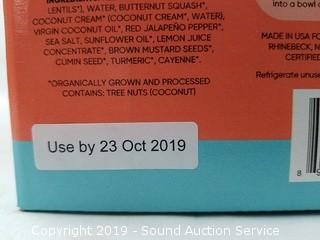 INGREDIENTS
LENTILS*), WATER, BUTTERNUT SQUASH*,
COCONUT CREAM* (COCONUT CREAM*, WATER),
VIRGIN COCONUT OIL*, RED JALAPEÑO PEPPER*,
SEA SALT, SUNFLOWER OIL*, LEMON JUICE
CONCENTRATE*, BROWN MUSTARD SEEDS*,
CUMIN SEED*, TURMERIC*, CAYENNE*.
*ORGANICALLY GROWN AND PROCESSED
CONTAINS: TREE NUTS (COCONUT)
Use by 23 Oct 2019
into a bowl
MADE IN USA
RHINEBECK,
CERTIFIED
Refrigerate
8
Copyright 2019 - Sound Auction Service